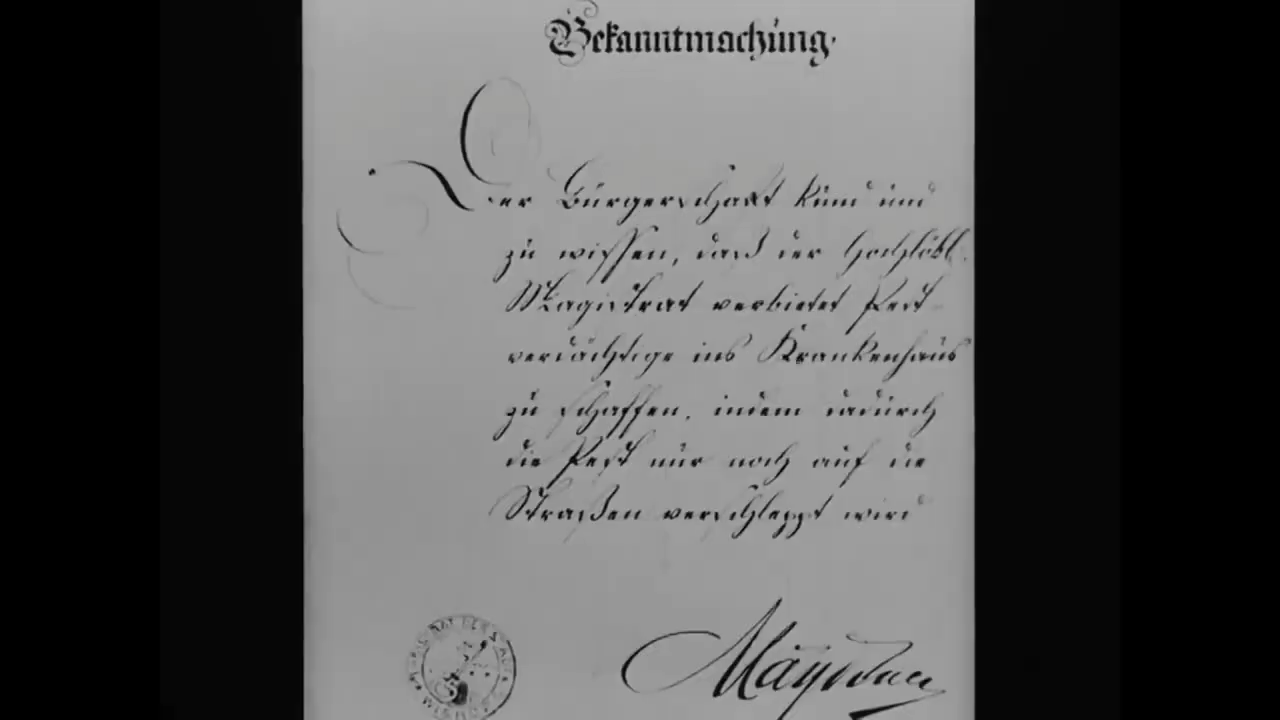 Bekanntmachung.
Der Bürgerschaft kund und
zu wissen, daß der Hochlöbl.
Magistrat verbietet Pest-
verdächtige ins Krankenhaus
zu schaffen, indem dadurch
die Pest nur noch auf die
Straßen verschleppt wird